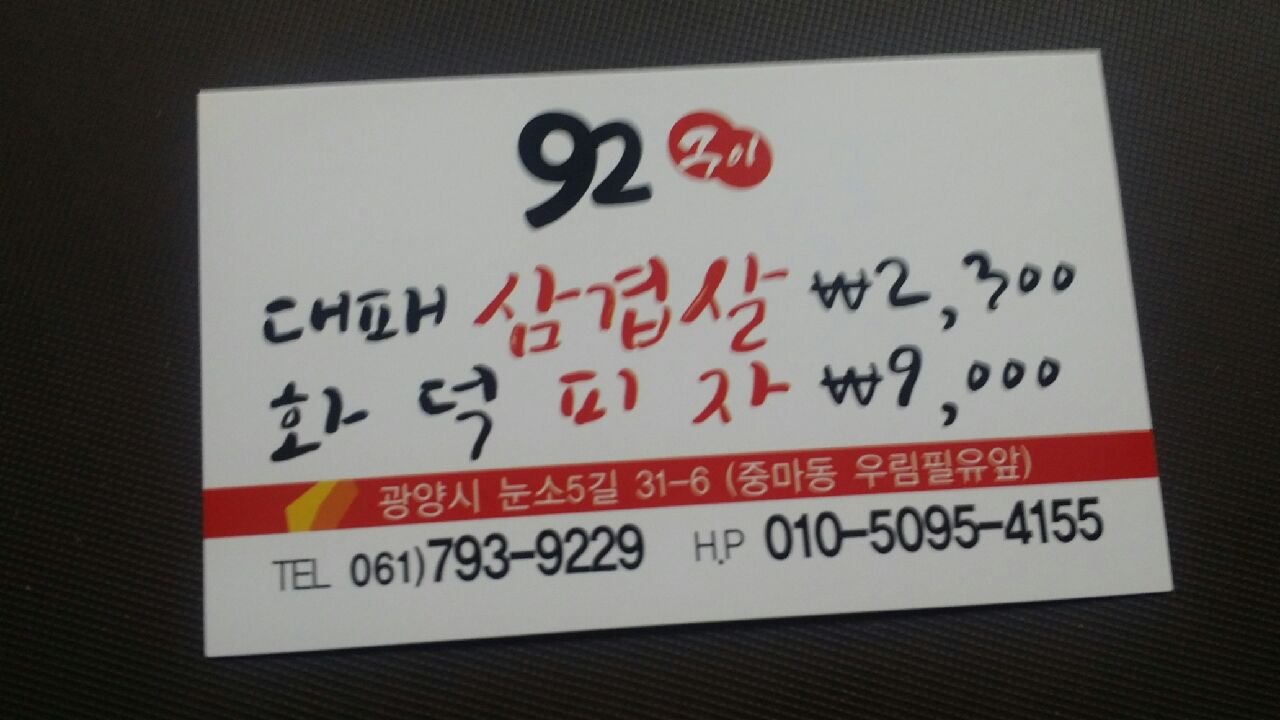 92 구이
대패 삼겹살 ₩2,300
화덕 피자 ₩9,000
광양시 눈소5길 31-6 (중마동 우림필유앞)
TEL 061)793-9229 H.P 010-5095-4155